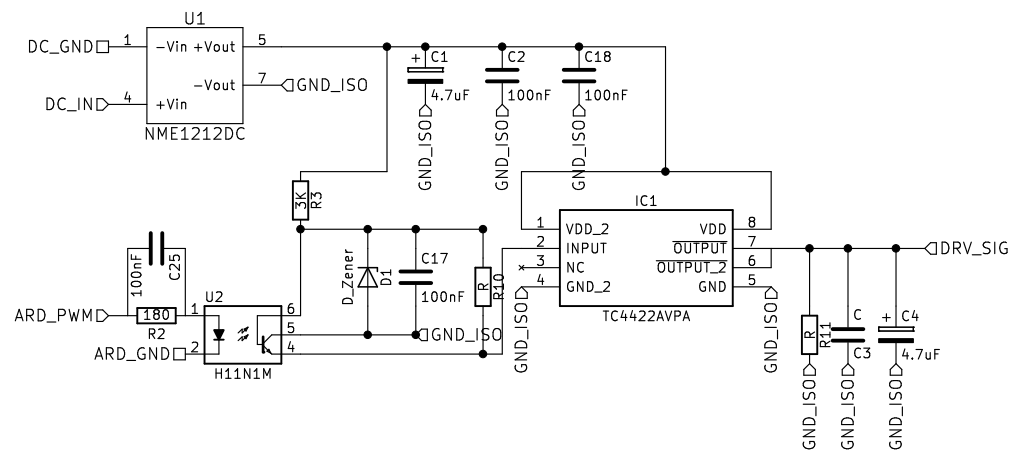 U1
DC_GND
1
-Vin
+Vout
5
-Vout
7
GND_ISO
DC_IN
4
+Vin
NME1212DC
+
C1
4.7uF
GND_ISO
C2
100nF
GND_ISO
C18
100nF
GND_ISO
3K
R3
IC1
1
VDD_2
VDD
8
2
INPUT
OUTPUT
7
DRV_SIG
3
NC
OUTPUT_2
6
4
GND_2
GND
5
TC4422AVPA
GND_ISO
GND_ISO
100nF
C25
D_Zener
D1
C17
100nF
R
R10
ARD_PWM
180
R2
U2
1
6
5
GND_ISO
ARD_GND
2
4
H11N1M
R
R11
GND_ISO
C
C3
GND_ISO
+
C4
4.7uF
GND_ISO